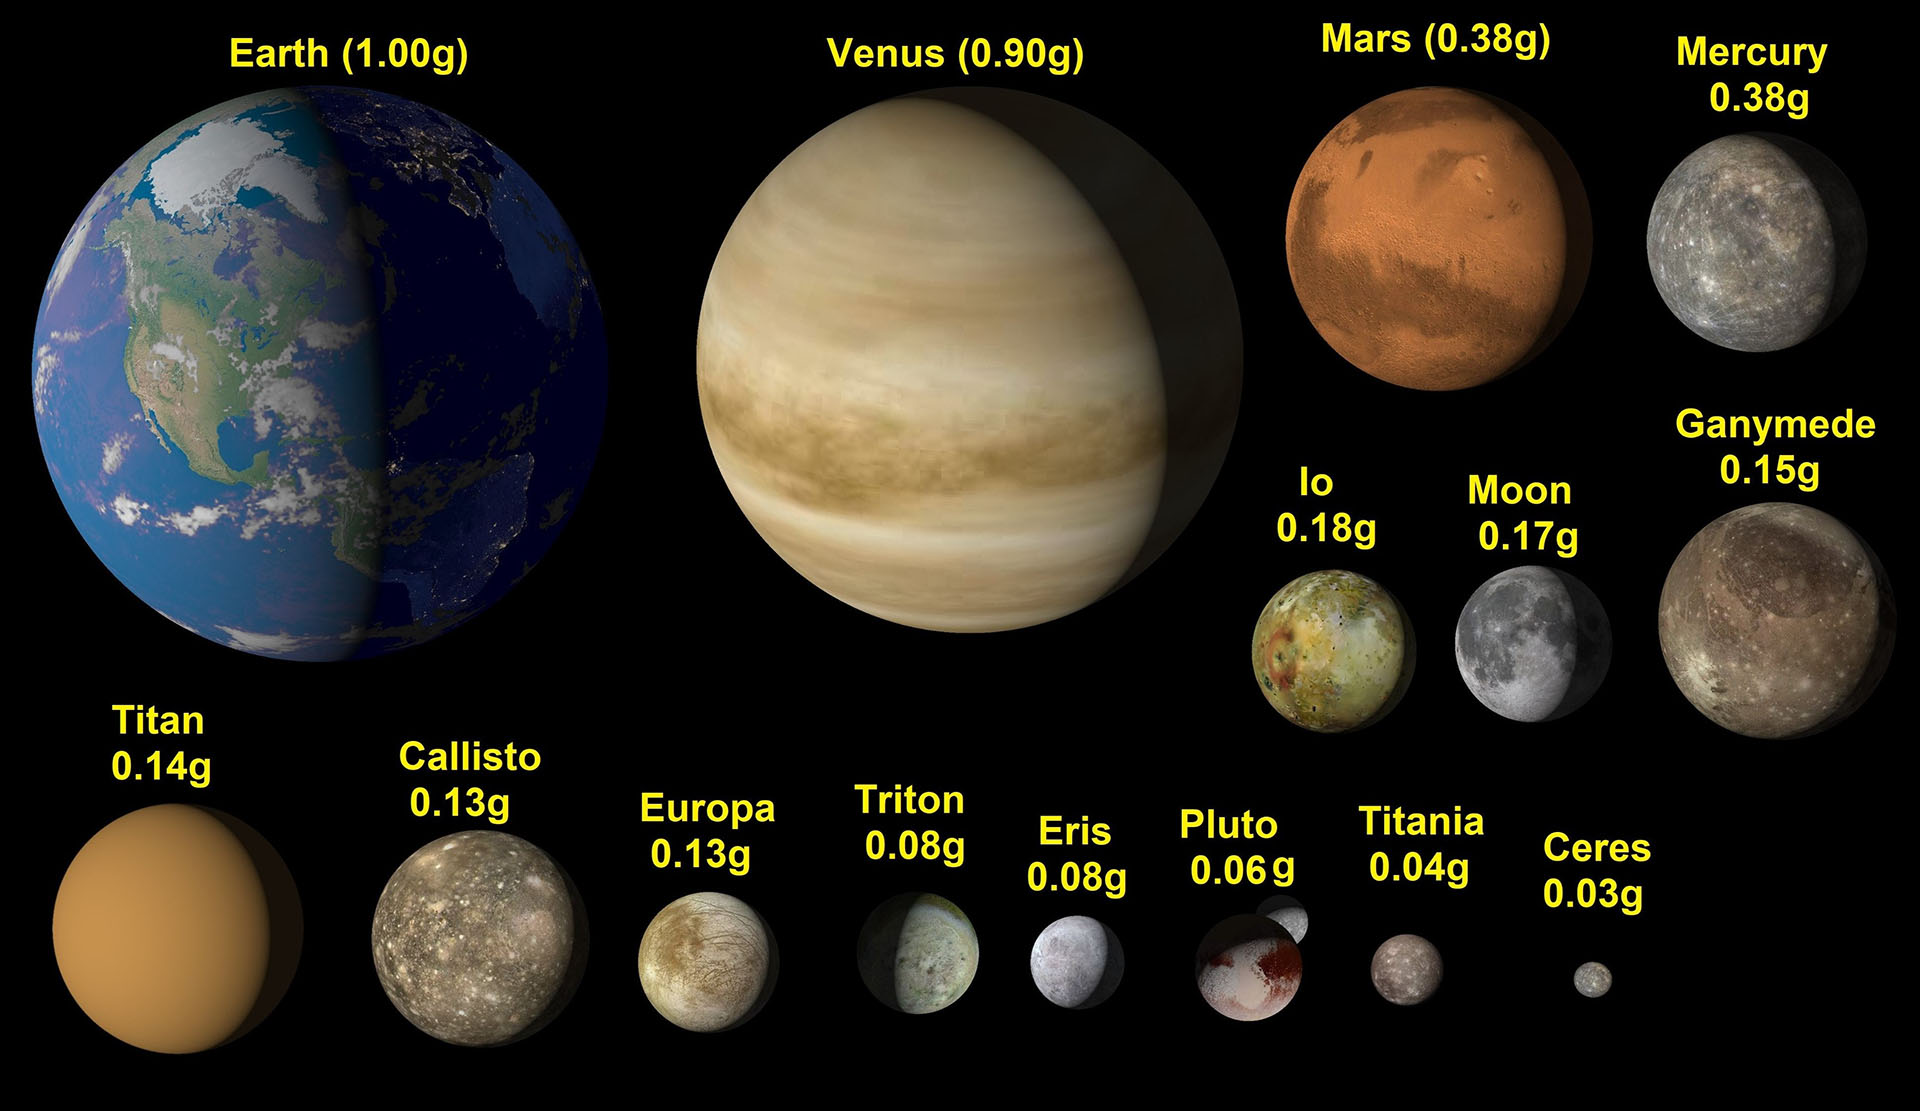 Earth (1.00g)
Venus (0.90g)
Mars (0.38g)
Mercury
0.38g
Io
0.18g
Moon
0.17g
Ganymede
0.15g
Titan
0.14g
Callisto
0.13g
Europa
0.13g
Triton
0.08g
Eris
0.08g
Pluto
0.06g
Titania
0.04g
Ceres
0.03g